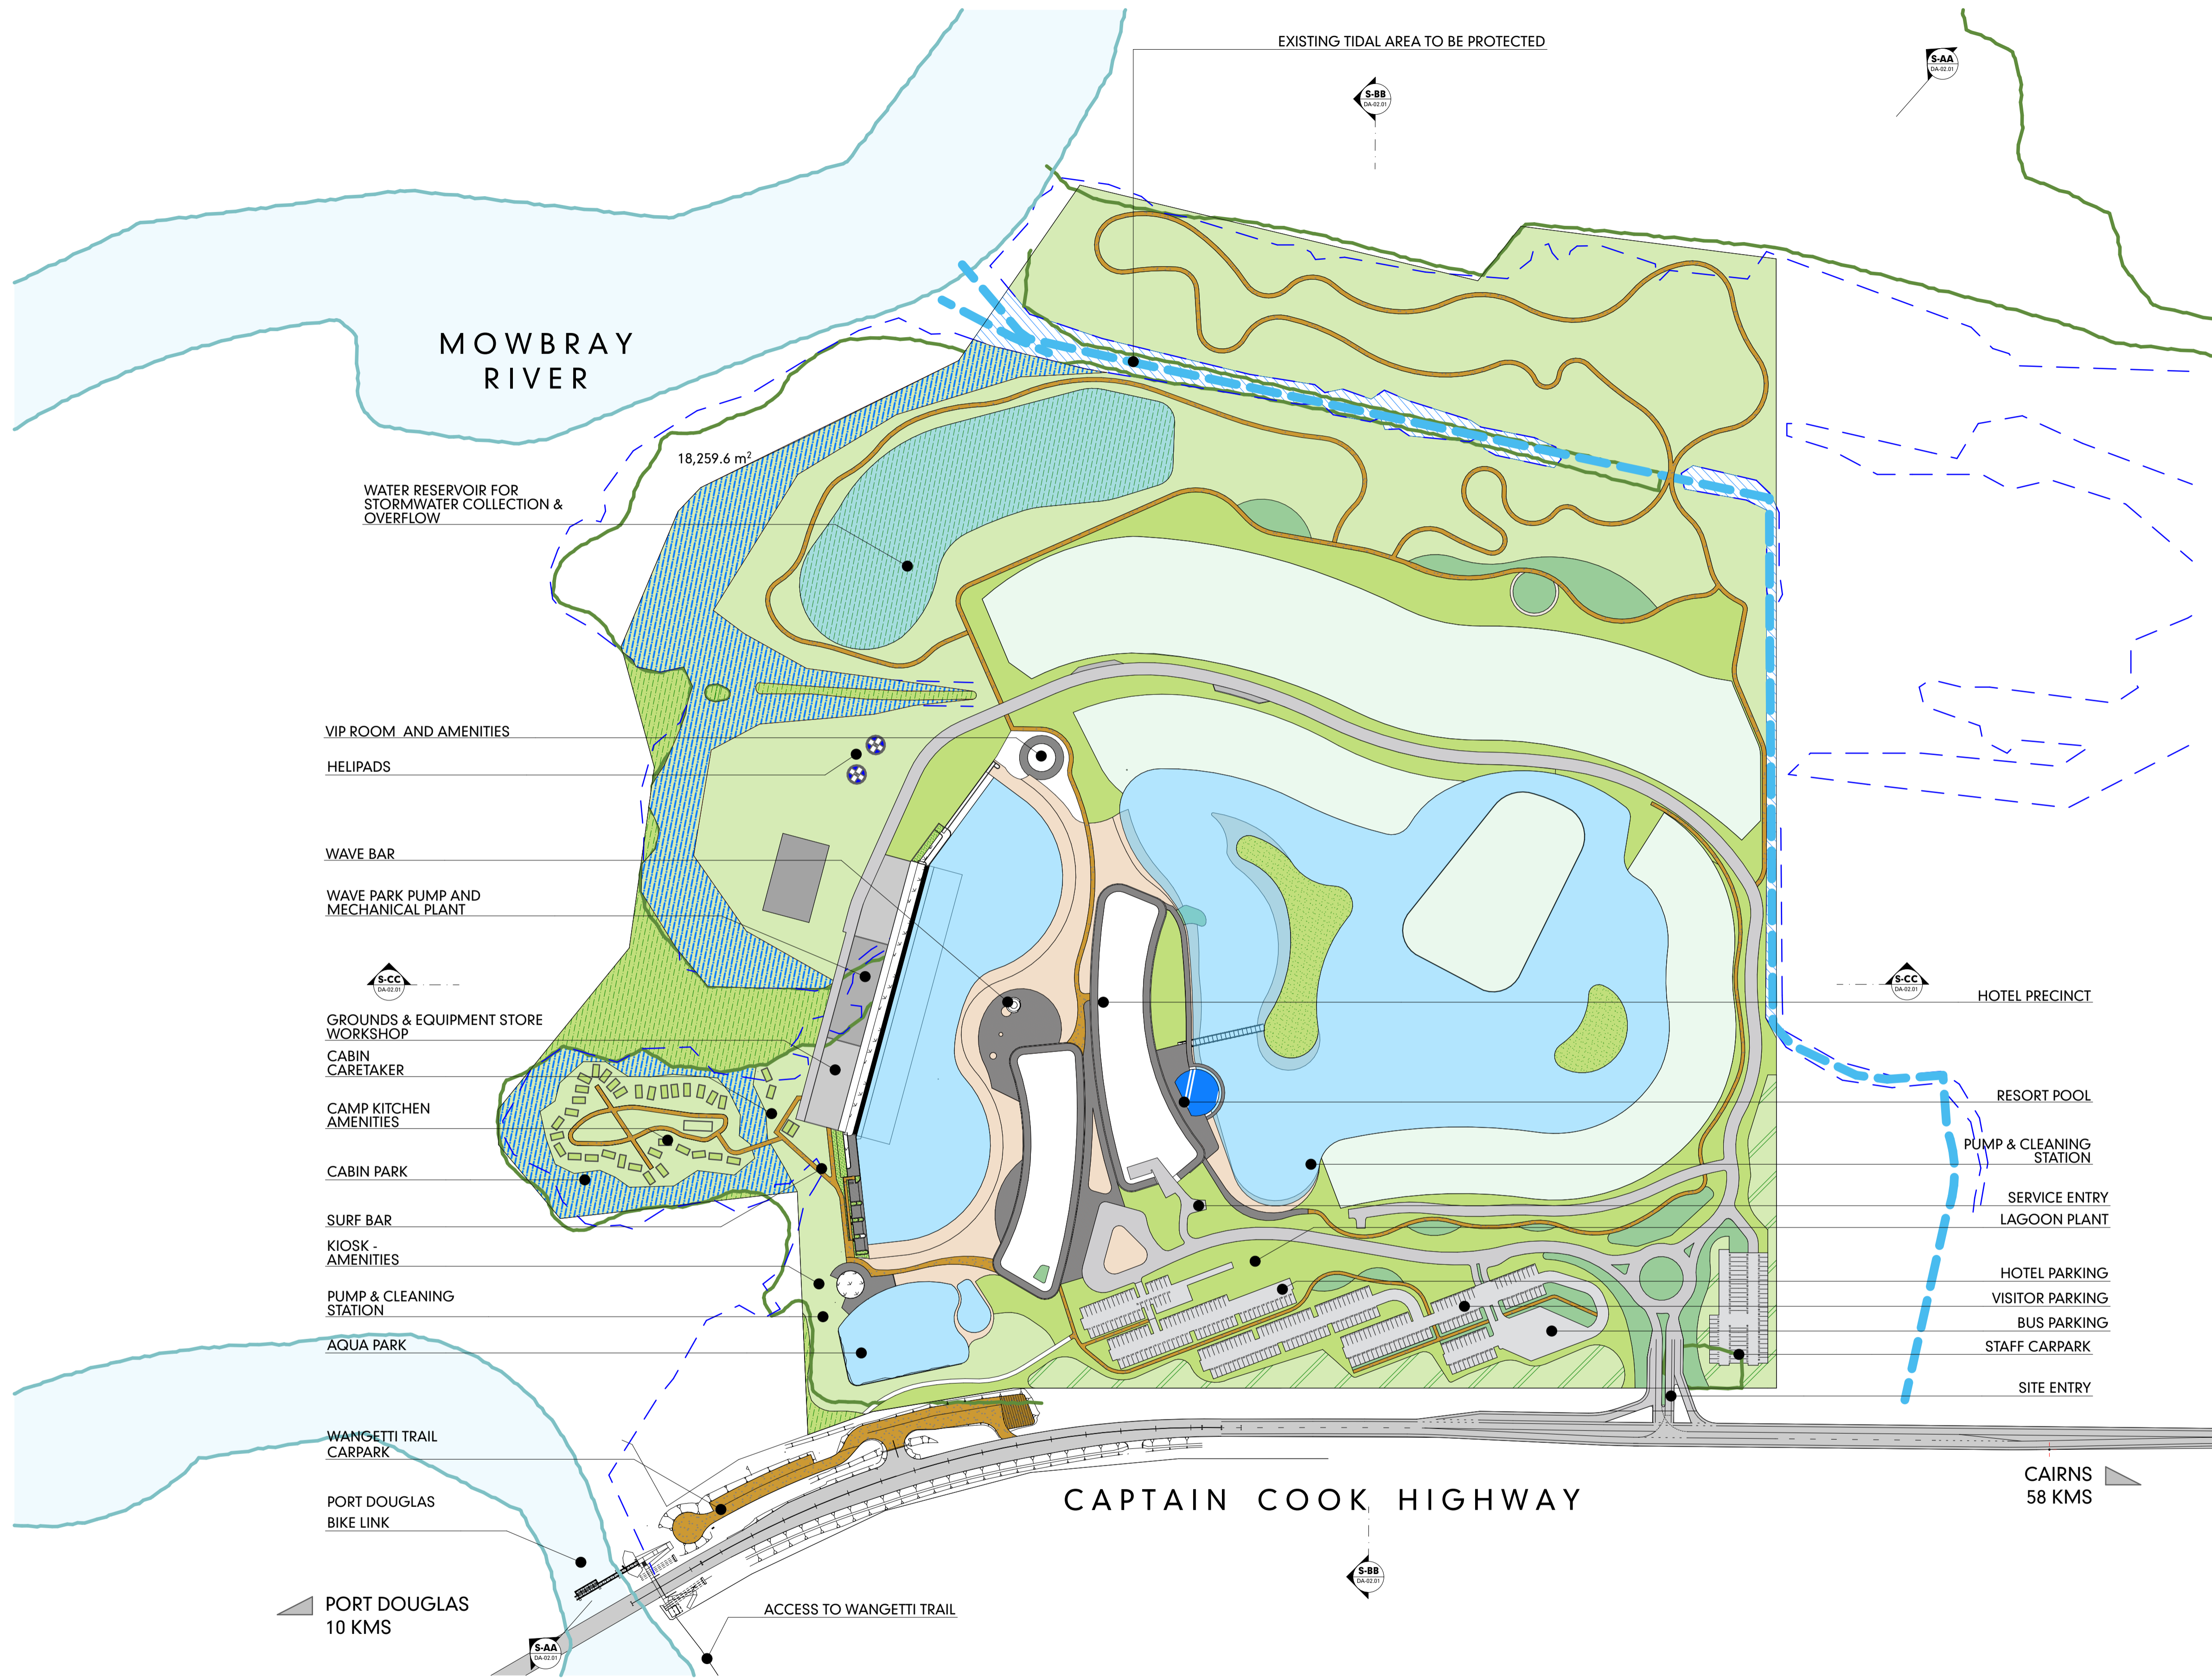 EXISTING TIDAL AREA TO BE PROTECTED
S-AA
DA-02.01
S-BB
DA-02.01
MOWBRAY
RIVER
18,259.6 m²
WATER RESERVOIR FOR
STORMWATER COLLECTION &
OVERFLOW
VIP ROOM AND AMENITIES
HELIPADS
WAVE BAR
WAVE PARK PUMP AND
MECHANICAL PLANT
S-CC
DA-02.01
GROUNDS & EQUIPMENT STORE
WORKSHOP
CABIN
CARETAKER
CAMP KITCHEN
AMENITIES
CABIN PARK
SURF BAR
KIOSK -
AMENITIES
PUMP & CLEANING
STATION
AQUA PARK
WANGETTI TRAIL
CARPARK
PORT DOUGLAS
BIKE LINK
PORT DOUGLAS
10 KMS
S-AA
DA-02.01
ACCESS TO WANGETTI TRAIL
S-CC
DA-02.01
HOTEL PRECINCT
RESORT POOL
PUMP & CLEANING
STATION
SERVICE ENTRY
LAGOON PLANT
HOTEL PARKING
VISITOR PARKING
BUS PARKING
STAFF CARPARK
SITE ENTRY
CAIRNS
58 KMS
CAPTAIN COOK HIGHWAY
S-BB
DA-02.01